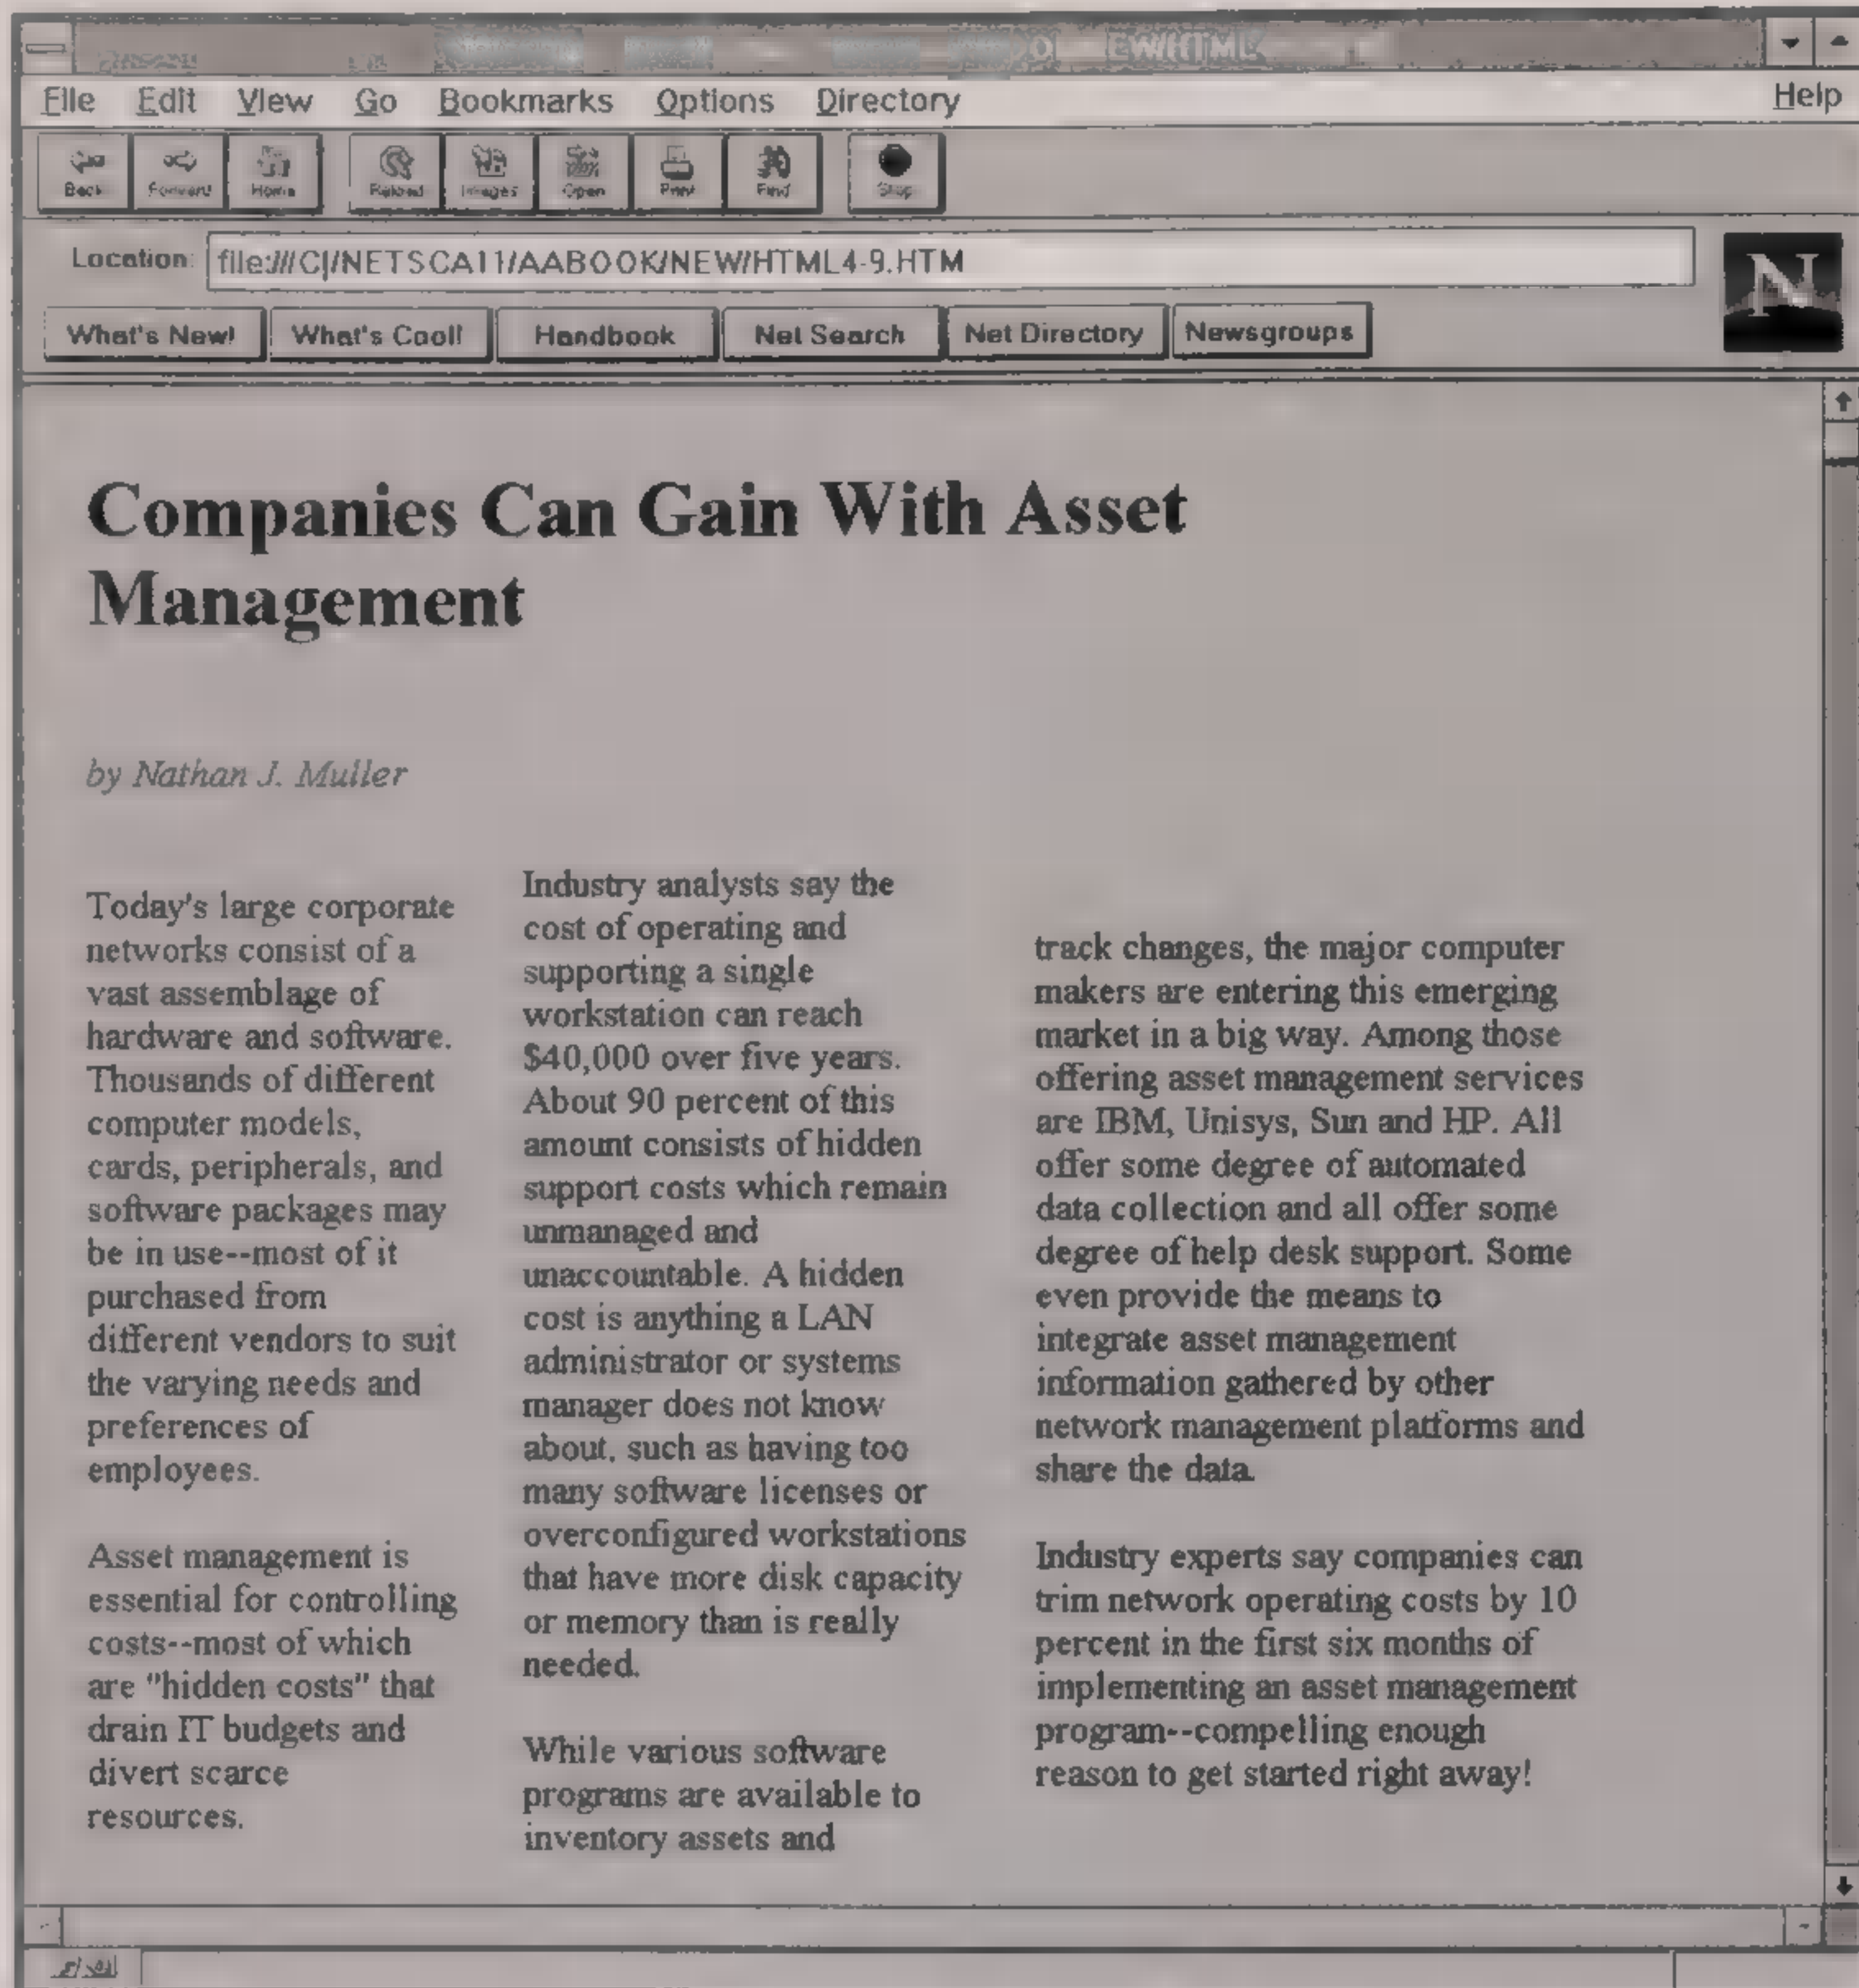 EW/HTML
File Edit View Go Bookmarks Options Directory Help
Back Forward Home Reload Images Open Print Find Stop
Location: file:///C|/NETSCA11/AABOOK/NEW/HTML4-9.HTM
N
What's New! What's Cool! Handbook Net Search Net Directory Newsgroups
Companies Can Gain With Asset
Management
by Nathan J. Muller
Today's large corporate
networks consist of a
vast assemblage of
hardware and software.
Thousands of different
computer models,
cards, peripherals, and
software packages may
be in use--most of it
purchased from
different vendors to suit
the varying needs and
preferences of
employees.
Asset management is
essential for controlling
costs--most of which
are "hidden costs" that
drain IT budgets and
divert scarce
resources.
Industry analysts say the
cost of operating and
supporting a single
workstation can reach
$40,000 over five years.
About 90 percent of this
amount consists of hidden
support costs which remain
unmanaged and
unaccountable. A hidden
cost is anything a LAN
administrator or systems
manager does not know
about, such as having too
many software licenses or
overconfigured workstations
that have more disk capacity
or memory than is really
needed.
While various software
programs are available to
inventory assets and
track changes, the major computer
makers are entering this emerging
market in a big way. Among those
offering asset management services
are IBM, Unisys, Sun and HP. All
offer some degree of automated
data collection and all offer some
degree of help desk support. Some
even provide the means to
integrate asset management
information gathered by other
network management platforms and
share the data.
Industry experts say companies can
trim network operating costs by 10
percent in the first six months of
implementing an asset management
program--compelling enough
reason to get started right away!